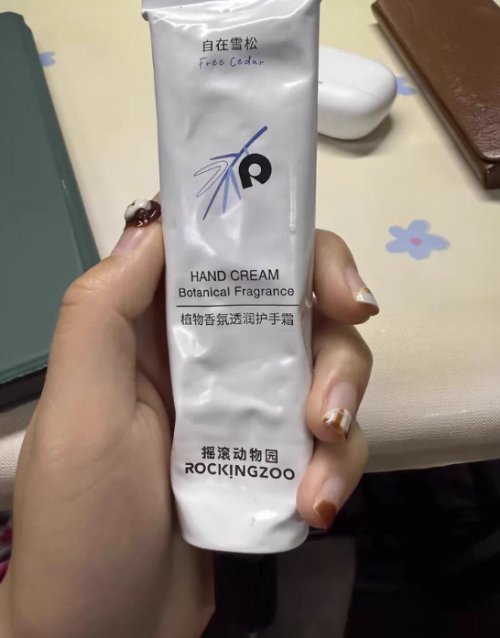 自在雪松
Free Cedar
HAND CREAM
Botanical Fragrance
植物香氛透润护手霜
摇滚动物园
ROCKINGZOO